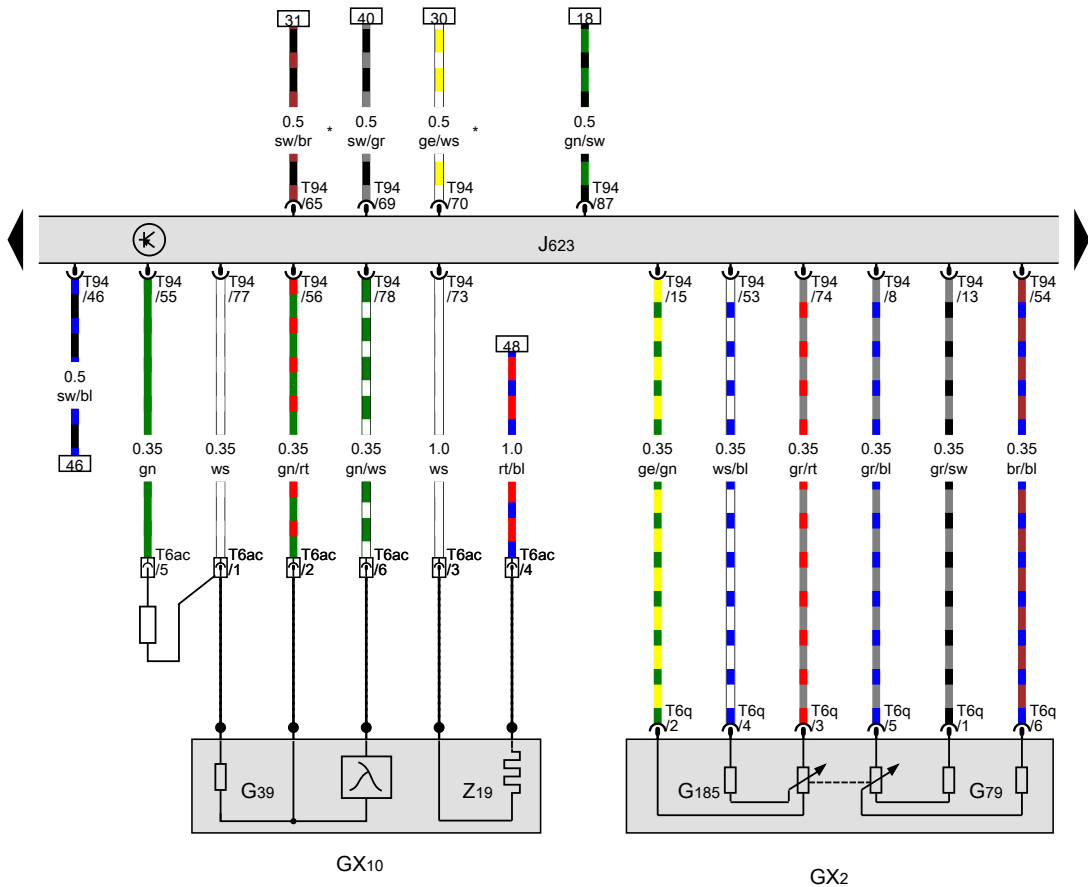 31 40 30 18
0.5 0.5 0.5 0.5
sw/br * sw/gr ge/ws * gn/sw
T94 T94 T94 T94
/65 /69 /70 /87
J623
T94 T94 T94 T94 T94 T94 T94 T94 T94 T94 T94 T94
/46 /55 /77 /56 /78 /73 /15 /53 /74 /8 /13 /54
48
0.5
sw/bl
0.35 0.35 0.35 0.35 1.0 1.0 0.35 0.35 0.35 0.35 0.35 0.35
46 gn ws gn/rt gn/ws ws rt/bl ge/gn ws/bl gr/rt gr/bl gr/sw br/bl
T6ac T6ac T6ac T6ac T6ac T6ac
/5 /1 /2 /6 /3 /4
T6q T6q T6q T6q T6q T6q
/2 /4 /3 /5 /1 /6
G39 Z19 G185 G79
GX10
GX2